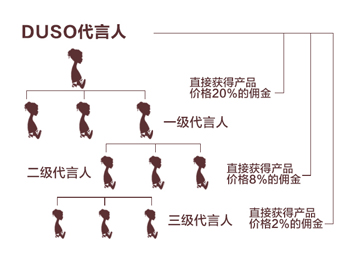 DUSO代言人
直接获得产品
价格20%的佣金
一级代言人
二级代言人
直接获得产品
价格8%的佣金
三级代言人
直接获得产品
价格2%的佣金